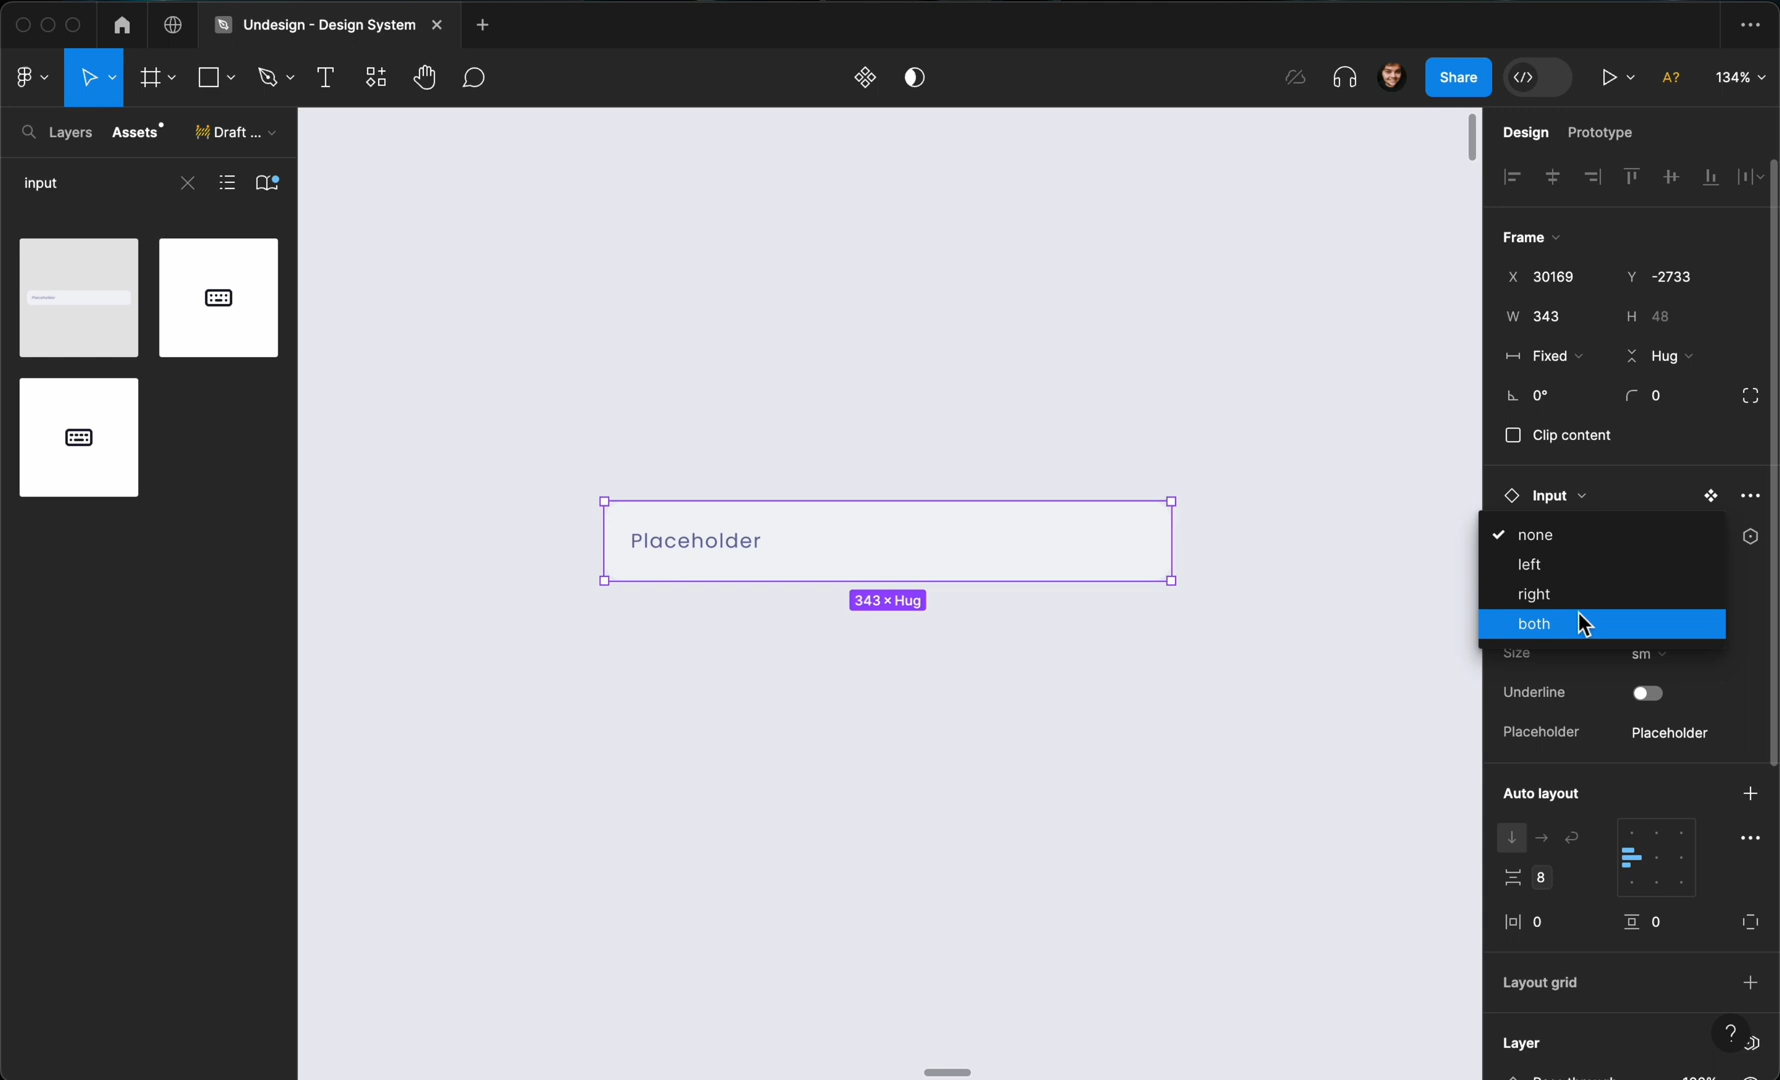 Undesign - Design System
Share
A?
134%
Layers
Assets
Draft ...
Design
Prototype
input
Placeholder
Frame
X 30169
Y -2733
W 343
H 48
Fixed
Hug
0°
0
Clip content
Input
none
left
right
both
Size
sm
Underline
Placeholder
Placeholder
Placeholder
343 × Hug
Auto layout
8
0
0
Layout grid
?
Layer